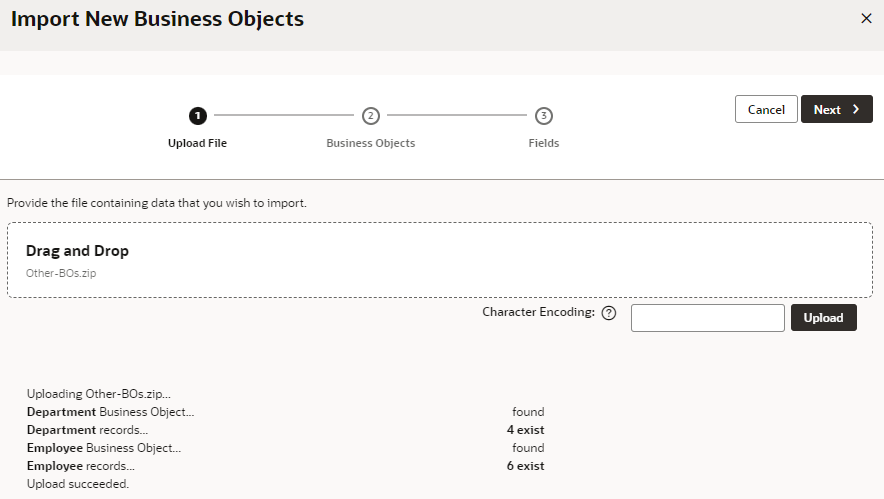 Import New Business Objects
Cancel
Next
1
2
3
Upload File
Business Objects
Fields
Provide the file containing data that you wish to import.
Drag and Drop
Other-BOs.zip
Character Encoding: ?
Upload
Uploading Other-BOs.zip...
Department Business Object... found
Department records... 4 exist
Employee Business Object... found
Employee records... 6 exist
Upload succeeded.